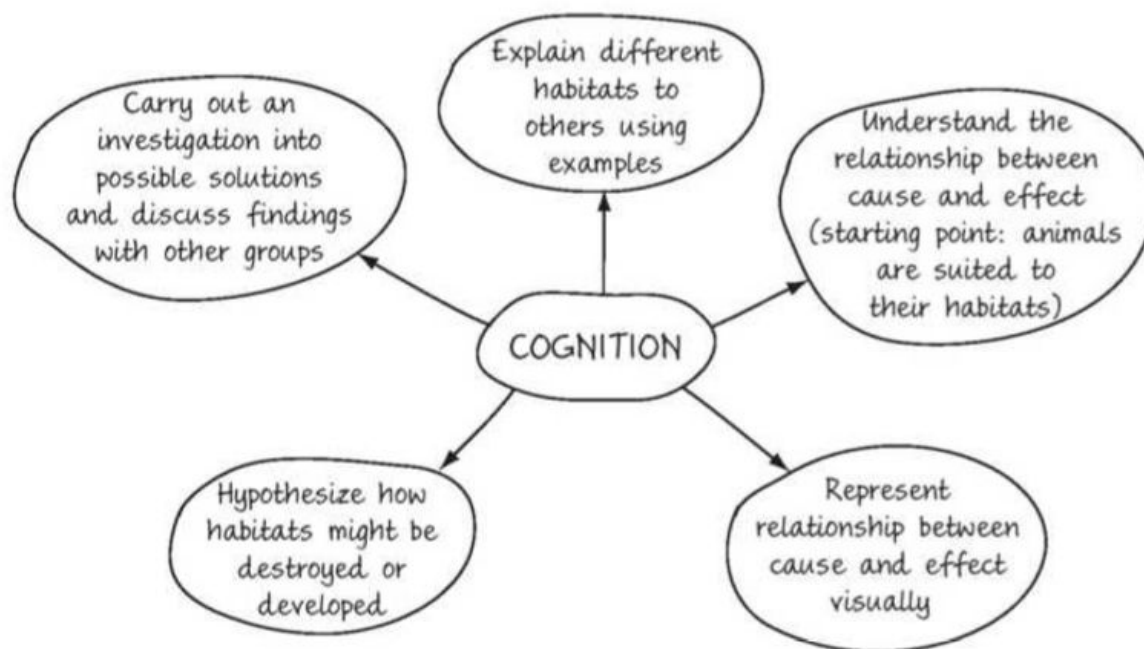 Explain different
habitats to
others using
examples
Carry out an
investigation into
possible solutions
and discuss findings
with other groups
Understand the
relationship between
cause and effect
(starting point: animals
are suited to
their habitats)
COGNITION
Hypothesize how
habitats might be
destroyed or
developed
Represent
relationship between
cause and effect
visually